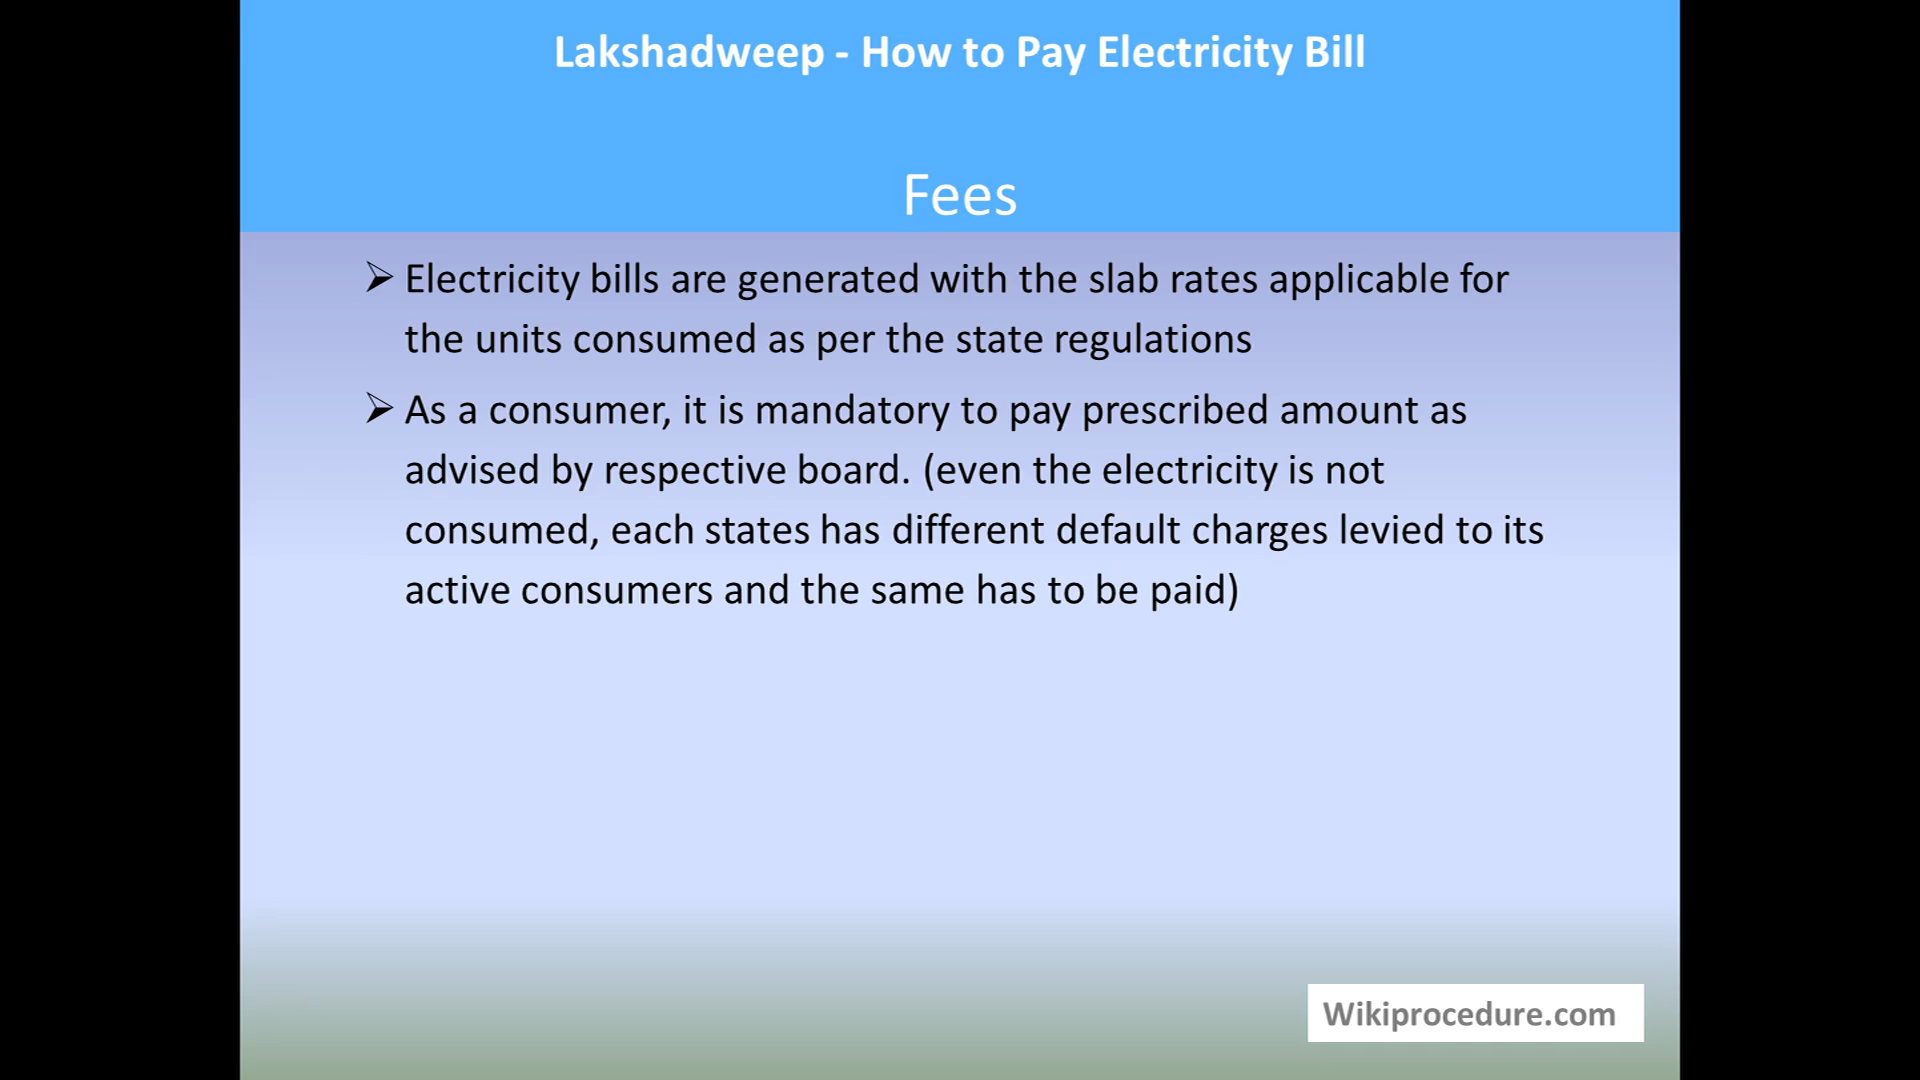 Lakshadweep - How to Pay Electricity Bill
Fees
➢ Electricity bills are generated with the slab rates applicable for
the units consumed as per the state regulations
➢ As a consumer, it is mandatory to pay prescribed amount as
advised by respective board. (even the electricity is not
consumed, each states has different default charges levied to its
active consumers and the same has to be paid)
Wikiprocedure.com